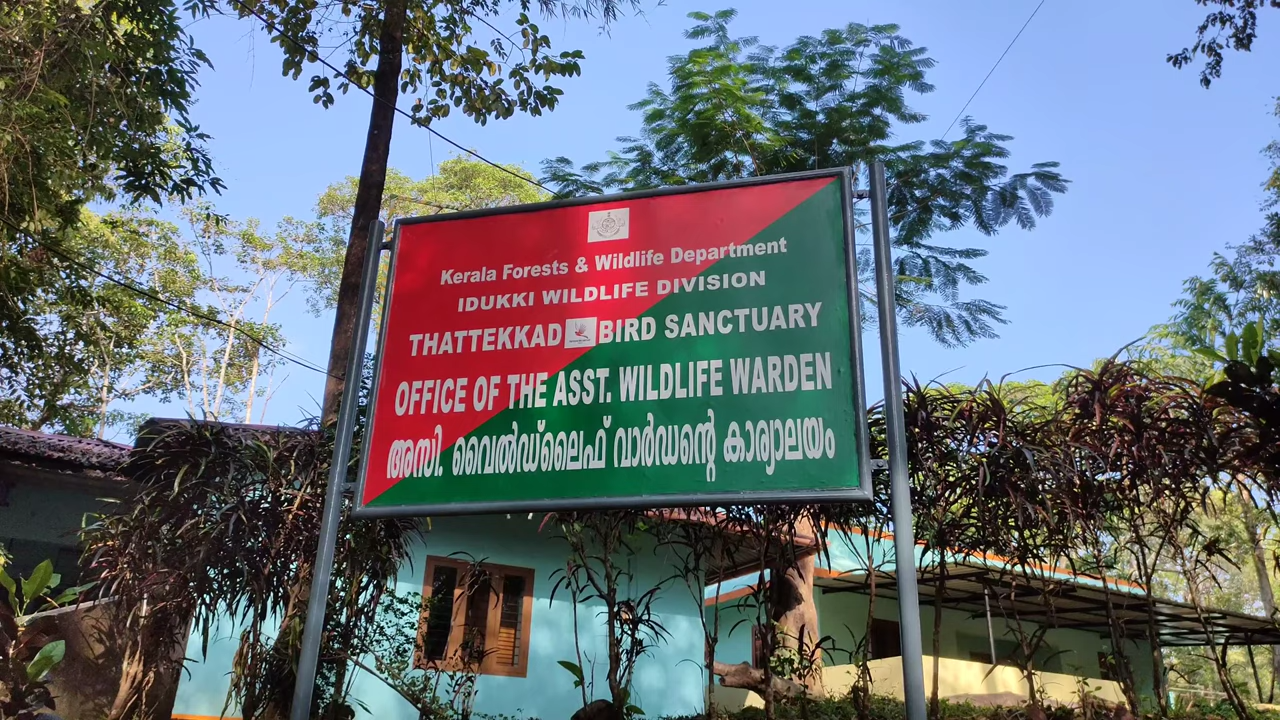 Kerala Forests & Wildlife Department
IDUKKI WILDLIFE DIVISION
THATTEKKAD BIRD SANCTUARY
OFFICE OF THE ASST. WILDLIFE WARDEN
അസി. വൈൽഡ്ലൈഫ് വാർഡന്റെ കാര്യാലയം